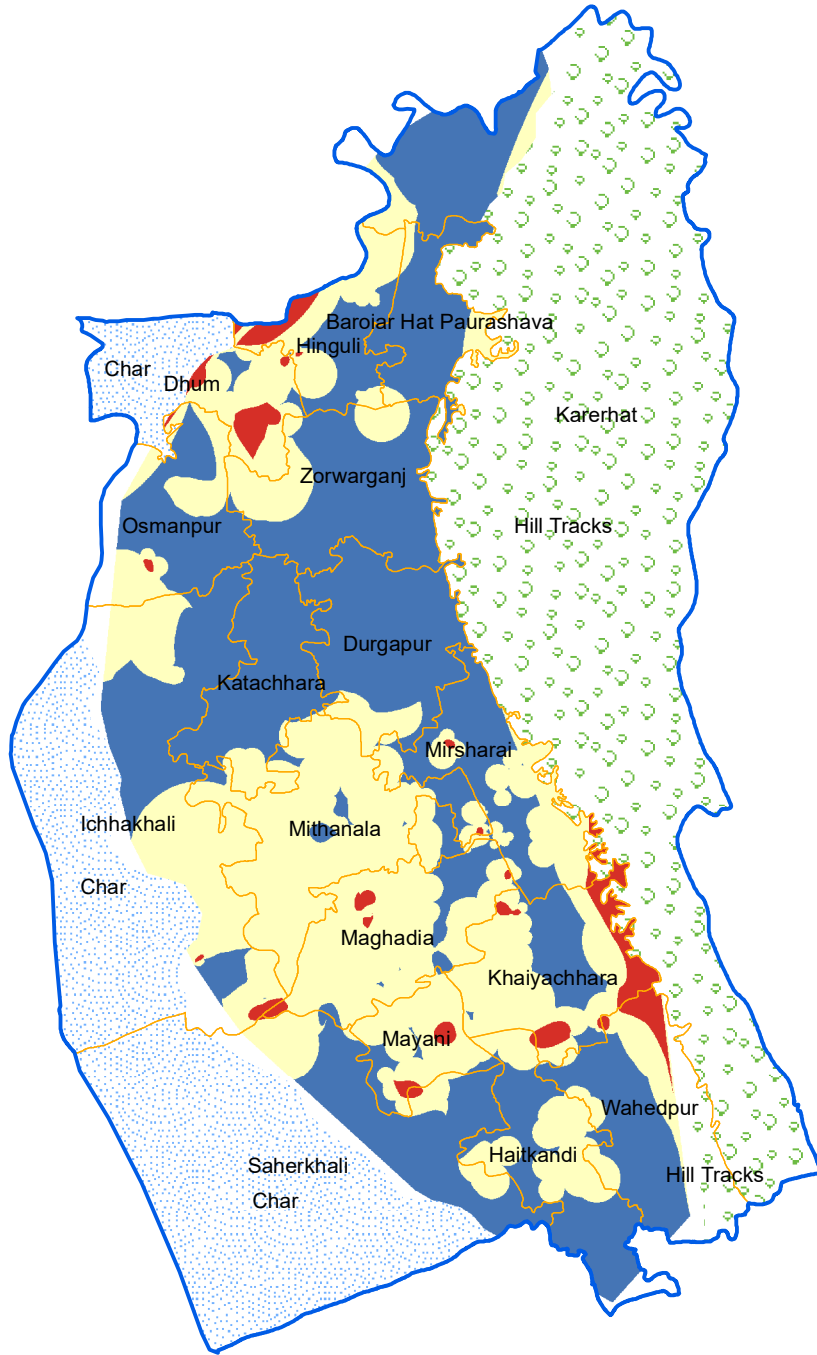 Baroiar Hat Paurashava
Hinguli
Char
Dhum
Karerhat
Zorwarganj
Osmanpur
Hill Tracks
Durgapur
Katachhara
Mirsharai
Ichhakhali
Mithanala
Char
Maghadia
Khaiyachhara
Mayani
Wahedpur
Haitkandi
Saherkhali
Hill Tracks
Char